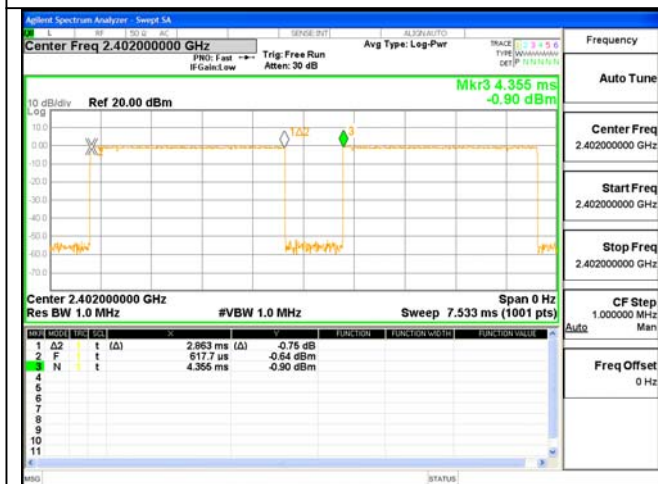 Agilent Spectrum Analyzer - Swept SA
L RF 50 Ω AC SENSE:INT ALIGNAUTO
Center Freq 2.402000000 GHz
PNO: Fast
IFGain:Low
Trig: Free Run
Atten: 30 dB
Avg Type: Log-Pwr
TRACE 1 2 3 4 5 6
TYPE
DET P N N N N N
Mkr3 4.355 ms
-0.90 dBm
10 dB/div Ref 20.00 dBm
Log
10.0
0.00
-10.0
-20.0
-30.0
-40.0
-50.0
-60.0
-70.0
1Δ2
3
Center 2.402000000 GHz Span 0 Hz
Res BW 1.0 MHz #VBW 1.0 MHz Sweep 7.533 ms (1001 pts)
MKR MODE TRC SCL X Y FUNCTION FUNCTION WIDTH FUNCTION VALUE
1 Δ2 t (Δ) 2.863 ms (Δ) -0.75 dB
2 F t 617.7 us -0.64 dBm
3 N t 4.355 ms -0.90 dBm
4
5
6
7
8
9
10
11
MSG STATUS
Frequency
Auto Tune
Center Freq
2.402000000 GHz
Start Freq
2.402000000 GHz
Stop Freq
2.402000000 GHz
CF Step
1.000000 MHz
Auto Man
Freq Offset
0 Hz